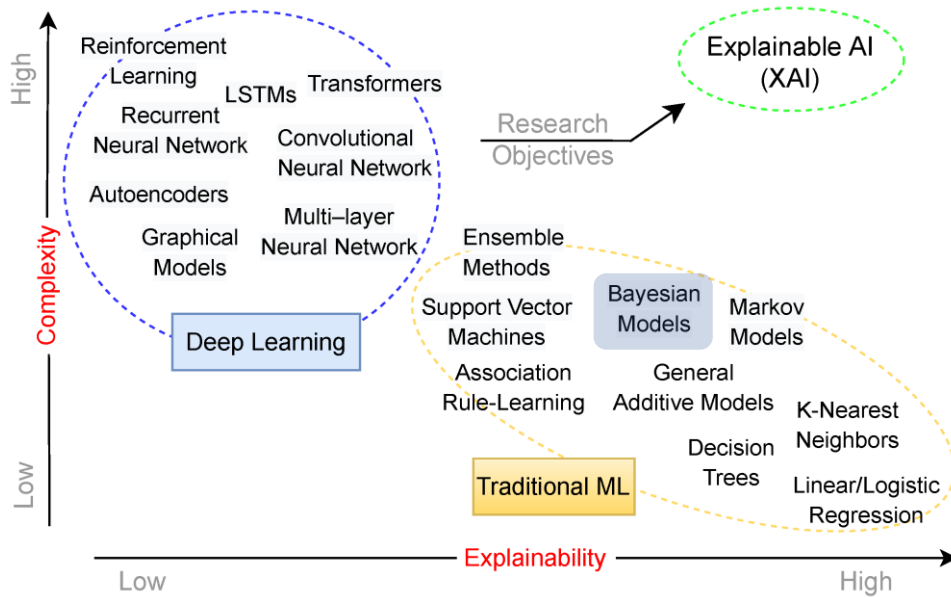 High
Complexity
Low
Reinforcement
Learning
LSTMs
Transformers
Recurrent
Neural Network
Convolutional
Neural Network
Autoencoders
Graphical
Models
Multi–layer
Neural Network
Deep Learning
Explainable AI
(XAI)
Research
Objectives
Ensemble
Methods
Support Vector
Machines
Bayesian
Models
Markov
Models
Association
Rule-Learning
General
Additive Models
K-Nearest
Neighbors
Decision
Trees
Linear/Logistic
Regression
Traditional ML
Low
Explainability
High